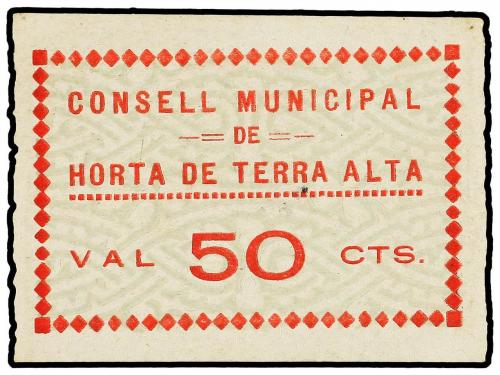 CONSELL MUNICIPAL
DE
HORTA DE TERRA ALTA
VAL 50 CTS.